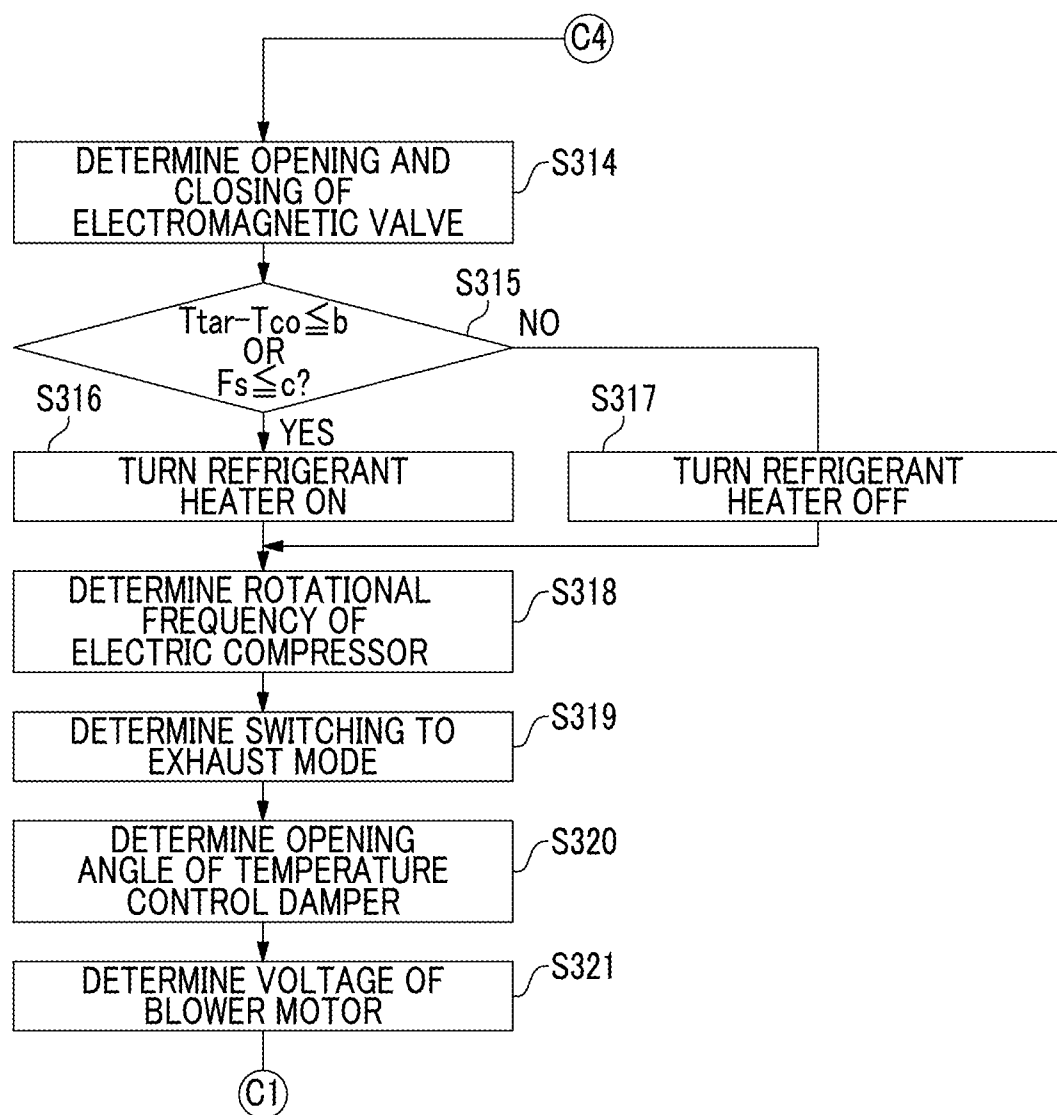 C4
DETERMINE OPENING AND
CLOSING OF
ELECTROMAGNETIC VALVE
S314
Ttar-Tco≦b
OR
Fs≦c?
S315
NO
YES
S316
TURN REFRIGERANT
HEATER ON
S317
TURN REFRIGERANT
HEATER OFF
DETERMINE ROTATIONAL
FREQUENCY OF
ELECTRIC COMPRESSOR
S318
DETERMINE SWITCHING TO
EXHAUST MODE
S319
DETERMINE OPENING
ANGLE OF TEMPERATURE
CONTROL DAMPER
S320
DETERMINE VOLTAGE OF
BLOWER MOTOR
S321
C1